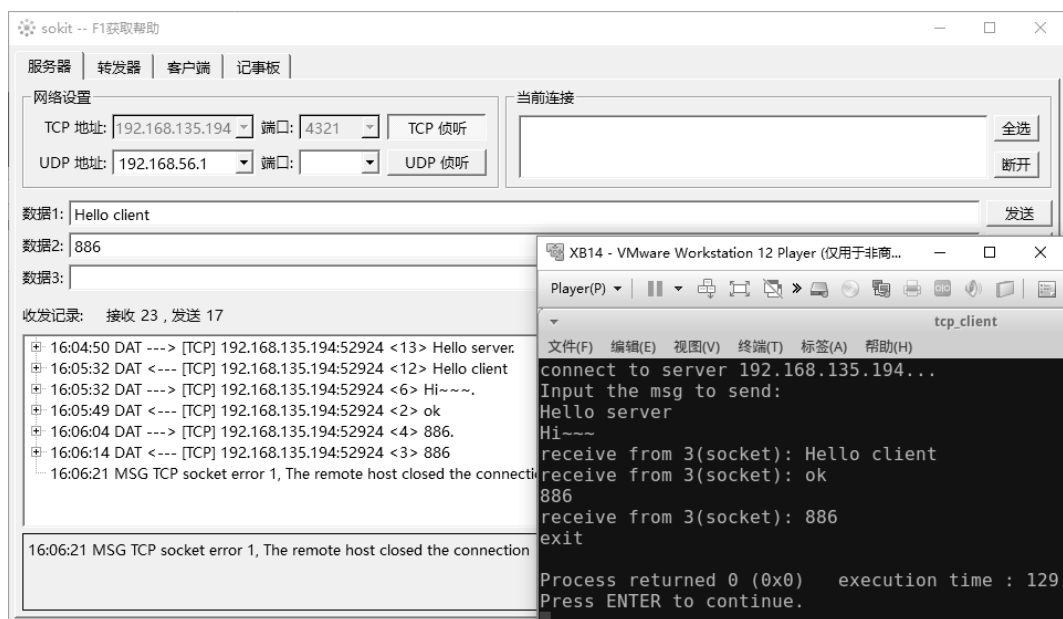 sokit -- F1获取帮助
服务器 转发器 客户端 记事板
网络设置
TCP 地址: 192.168.135.194 端口: 4321 TCP 侦听
UDP 地址: 192.168.56.1 端口: UDP 侦听
当前连接
全选
断开
数据1: Hello client 发送
数据2: 886
数据3:
收发记录: 接收 23 , 发送 17
16:04:50 DAT ---> [TCP] 192.168.135.194:52924 <13> Hello server.
16:05:32 DAT <--- [TCP] 192.168.135.194:52924 <12> Hello client
16:05:32 DAT ---> [TCP] 192.168.135.194:52924 <6> Hi~~~.
16:05:49 DAT <--- [TCP] 192.168.135.194:52924 <2> ok
16:06:04 DAT ---> [TCP] 192.168.135.194:52924 <4> 886.
16:06:14 DAT <--- [TCP] 192.168.135.194:52924 <3> 886
16:06:21 MSG TCP socket error 1, The remote host closed the connecti
16:06:21 MSG TCP socket error 1, The remote host closed the connection
XB14 - VMware Workstation 12 Player (仅用于非商...
Player(P)
tcp_client
文件(F) 编辑(E) 视图(V) 终端(T) 标签(A) 帮助(H)
connect to server 192.168.135.194...
Input the msg to send:
Hello server
Hi~~~
receive from 3(socket): Hello client
receive from 3(socket): ok
886
receive from 3(socket): 886
exit
Process returned 0 (0x0) execution time : 129
Press ENTER to continue.